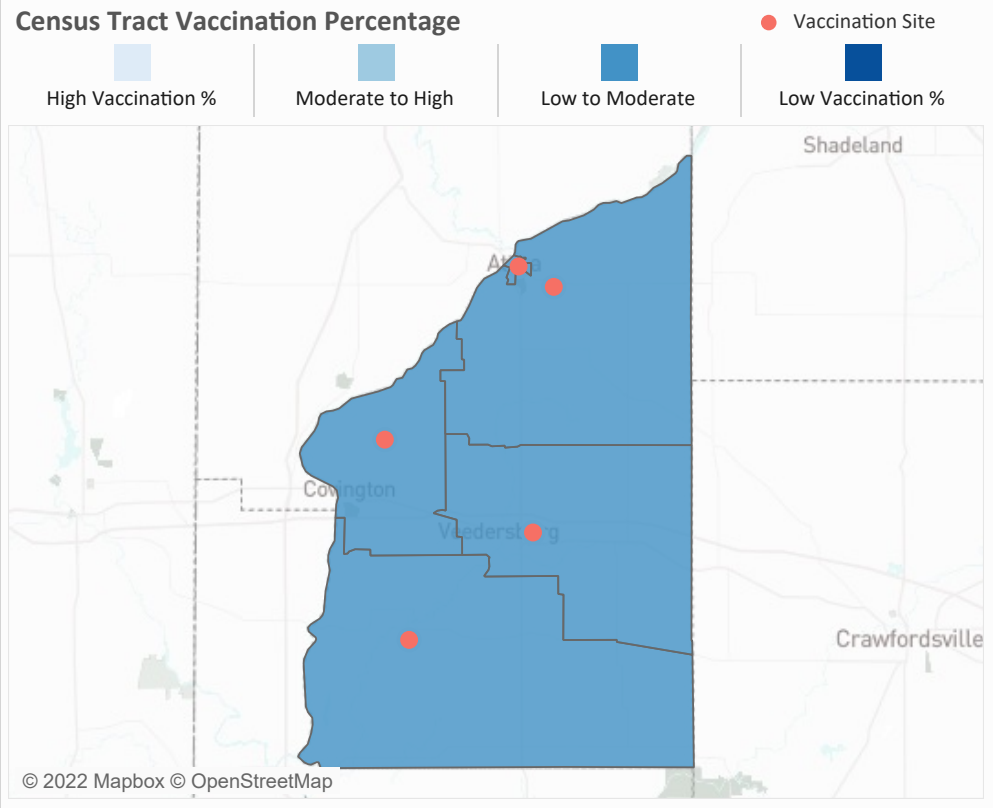 Census Tract Vaccination Percentage
Vaccination Site
High Vaccination %
Moderate to High
Low to Moderate
Low Vaccination %
Shadeland
Covington
Veedersburg
Crawfordsville
© 2022 Mapbox © OpenStreetMap